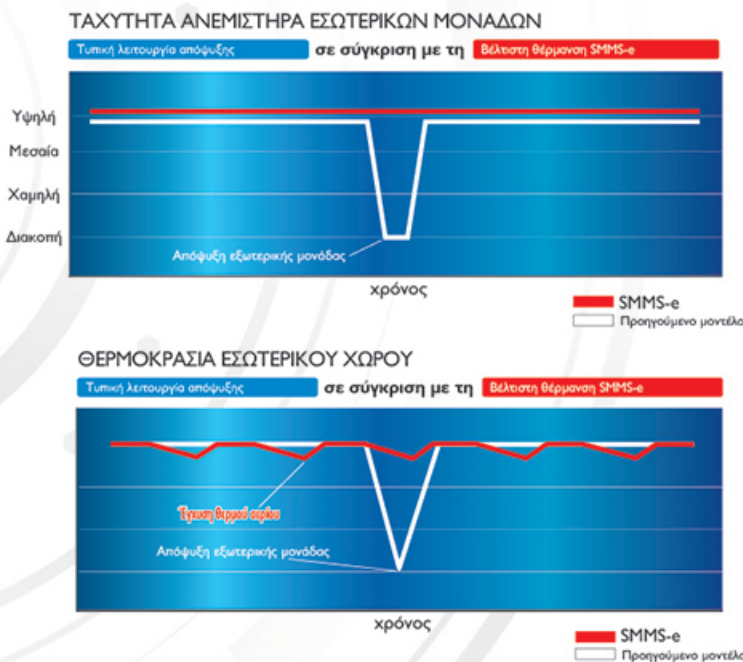 ΤΑΧΥΤΗΤΑ ΑΝΕΜΙΣΤΗΡΑ ΕΣΩΤΕΡΙΚΩΝ ΜΟΝΑΔΩΝ
Τυπική λειτουργία απόψυξης σε σύγκριση με τη Βέλτιστη θέρμανση SMMS-e
Υψηλή
Μεσαία
Χαμηλή
Διακοπή
Απόψυξη εξωτερικής μονάδας
χρόνος
SMMS-e
Προηγούμενο μοντέλο
ΘΕΡΜΟΚΡΑΣΙΑ ΕΣΩΤΕΡΙΚΟΥ ΧΩΡΟΥ
Τυπική λειτουργία απόψυξης σε σύγκριση με τη Βέλτιστη θέρμανση SMMS-e
Έγχυση θερμού αερίου
Απόψυξη εξωτερικής μονάδας
χρόνος
SMMS-e
Προηγούμενο μοντέλο